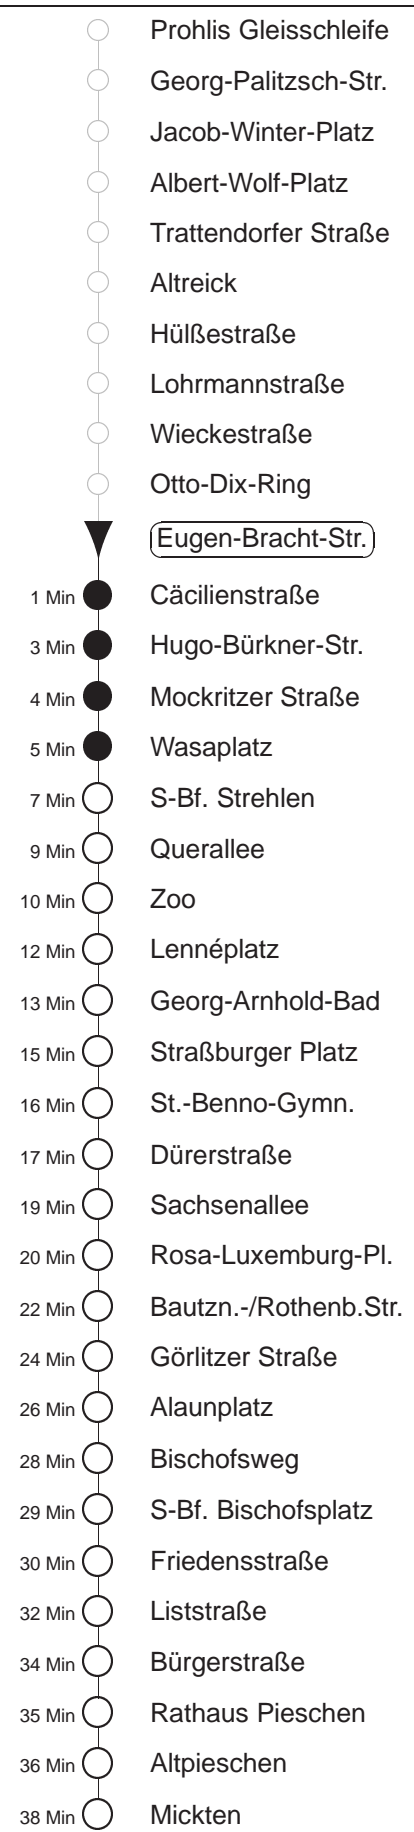 Prohlis Gleisschleife
Georg-Palitzsch-Str.
Jacob-Winter-Platz
Albert-Wolf-Platz
Trattendorfer Straße
Altreick
Hülßestraße
Lohrmannstraße
Wieckestraße
Otto-Dix-Ring
Eugen-Bracht-Str.
1 Min Cäcilienstraße
3 Min Hugo-Bürkner-Str.
4 Min Mockritzer Straße
5 Min Wasaplatz
7 Min S-Bf. Strehlen
9 Min Querallee
10 Min Zoo
12 Min Lennéplatz
13 Min Georg-Arnhold-Bad
15 Min Straßburger Platz
16 Min St.-Benno-Gymn.
17 Min Dürerstraße
19 Min Sachsenallee
20 Min Rosa-Luxemburg-Pl.
22 Min Bautzn.-/Rothenb.Str.
24 Min Görlitzer Straße
26 Min Alaunplatz
28 Min Bischofsweg
29 Min S-Bf. Bischofsplatz
30 Min Friedensstraße
32 Min Liststraße
34 Min Bürgerstraße
35 Min Rathaus Pieschen
36 Min Altpieschen
38 Min Mickten